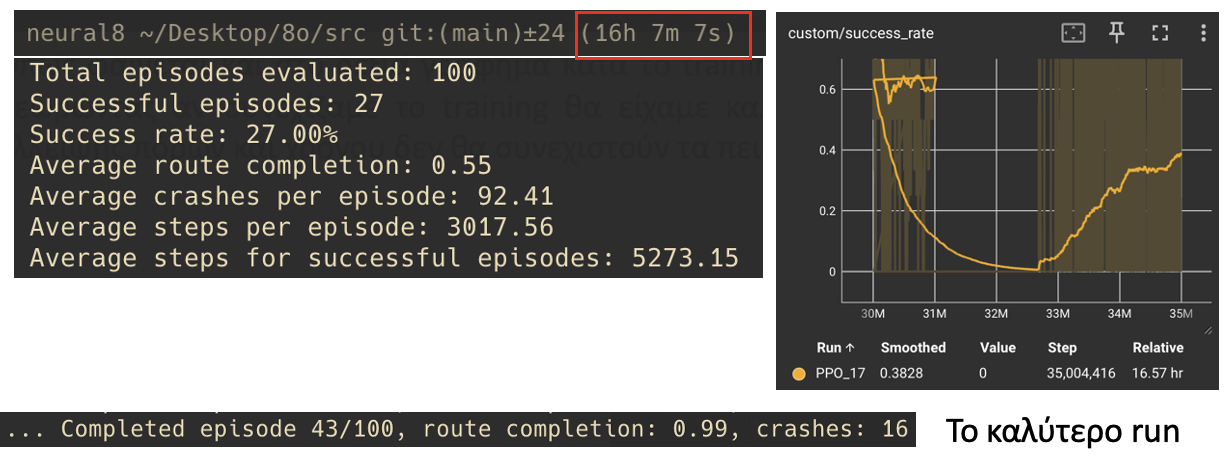 neural8 ~/Desktop/8o/src git:(main)±24 (16h 7m 7s)
Total episodes evaluated: 100
Successful episodes: 27
Success rate: 27.00%
Average route completion: 0.55
Average crashes per episode: 92.41
Average steps per episode: 3017.56
Average steps for successful episodes: 5273.15
custom/success_rate
0.6
0.4
0.2
0
30M 31M 32M 33M 34M 35M
Run ↑ Smoothed Value Step Relative
PPO_17 0.3828 0 35,004,416 16.57 hr
... Completed episode 43/100, route completion: 0.99, crashes: 16
Το καλύτερο run